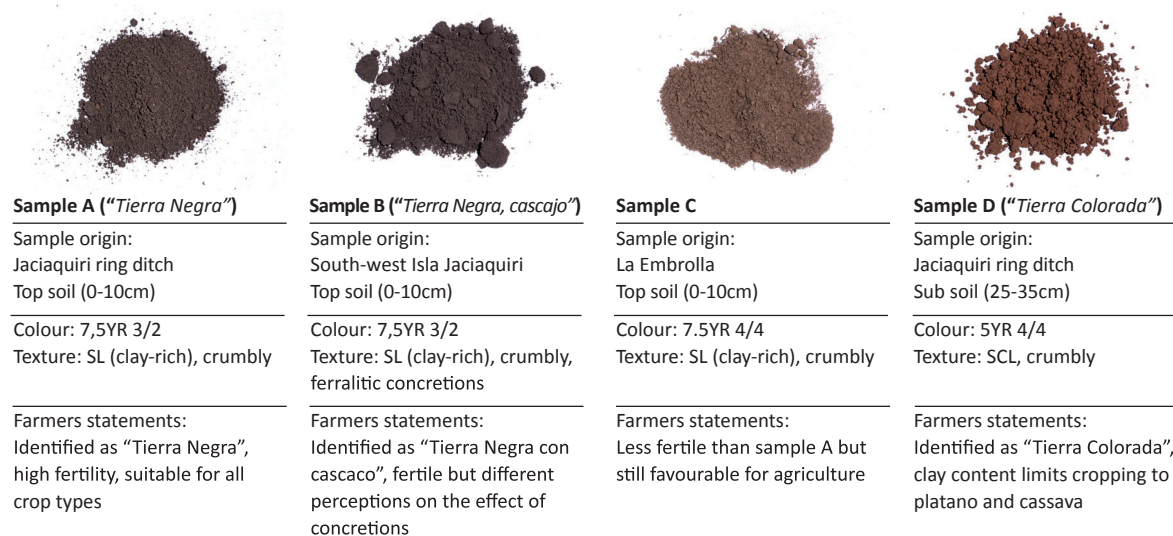 Sample A (“Tierra Negra”)
Sample origin:
Jaciaquiri ring ditch
Top soil (0-10cm)
Colour: 7,5YR 3/2
Texture: SL (clay-rich), crumbly
Farmers statements:
Identified as “Tierra Negra”,
high fertility, suitable for all
crop types
Sample B (“Tierra Negra, cascajo”)
Sample origin:
South-west Isla Jaciaquiri
Top soil (0-10cm)
Colour: 7,5YR 3/2
Texture: SL (clay-rich), crumbly,
ferralitic concretions
Farmers statements:
Identified as “Tierra Negra con
cascaco”, fertile but different
perceptions on the effect of
concretions
Sample C
Sample origin:
La Embrolla
Top soil (0-10cm)
Colour: 7.5YR 4/4
Texture: SL (clay-rich), crumbly
Farmers statements:
Less fertile than sample A but
still favourable for agriculture
Sample D (“Tierra Colorada”)
Sample origin:
Jaciaquiri ring ditch
Sub soil (25-35cm)
Colour: 5YR 4/4
Texture: SCL, crumbly
Farmers statements:
Identified as “Tierra Colorada”,
clay content limits cropping to
platano and cassava